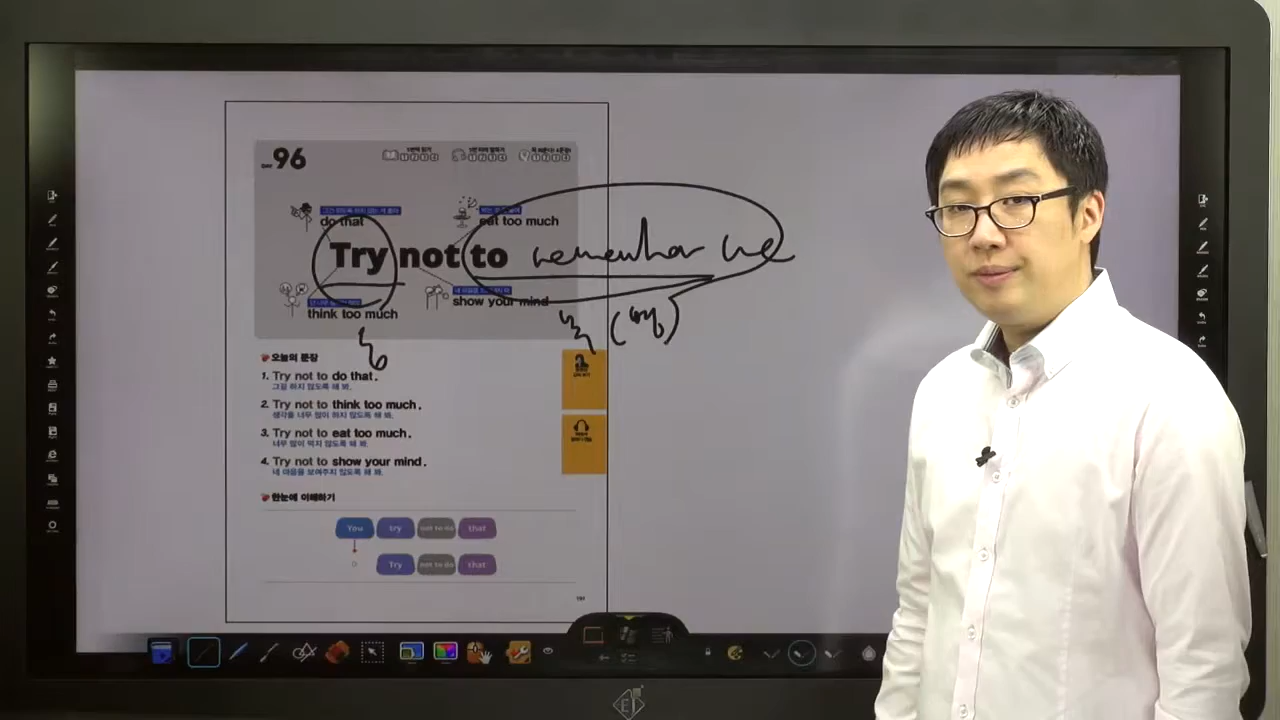 DAY 96
do that
eat too much
Try not to remember me
think too much
show your mind
오늘의 문장
1. Try not to do that.
그걸 하지 않도록 해 봐.
2. Try not to think too much.
생각을 너무 많이 하지 않도록 해 봐.
3. Try not to eat too much.
너무 많이 먹지 않도록 해 봐.
4. Try not to show your mind.
네 마음을 보여주지 않도록 해 봐.
한눈에 이해하기
You try not to do that
Try not to do that